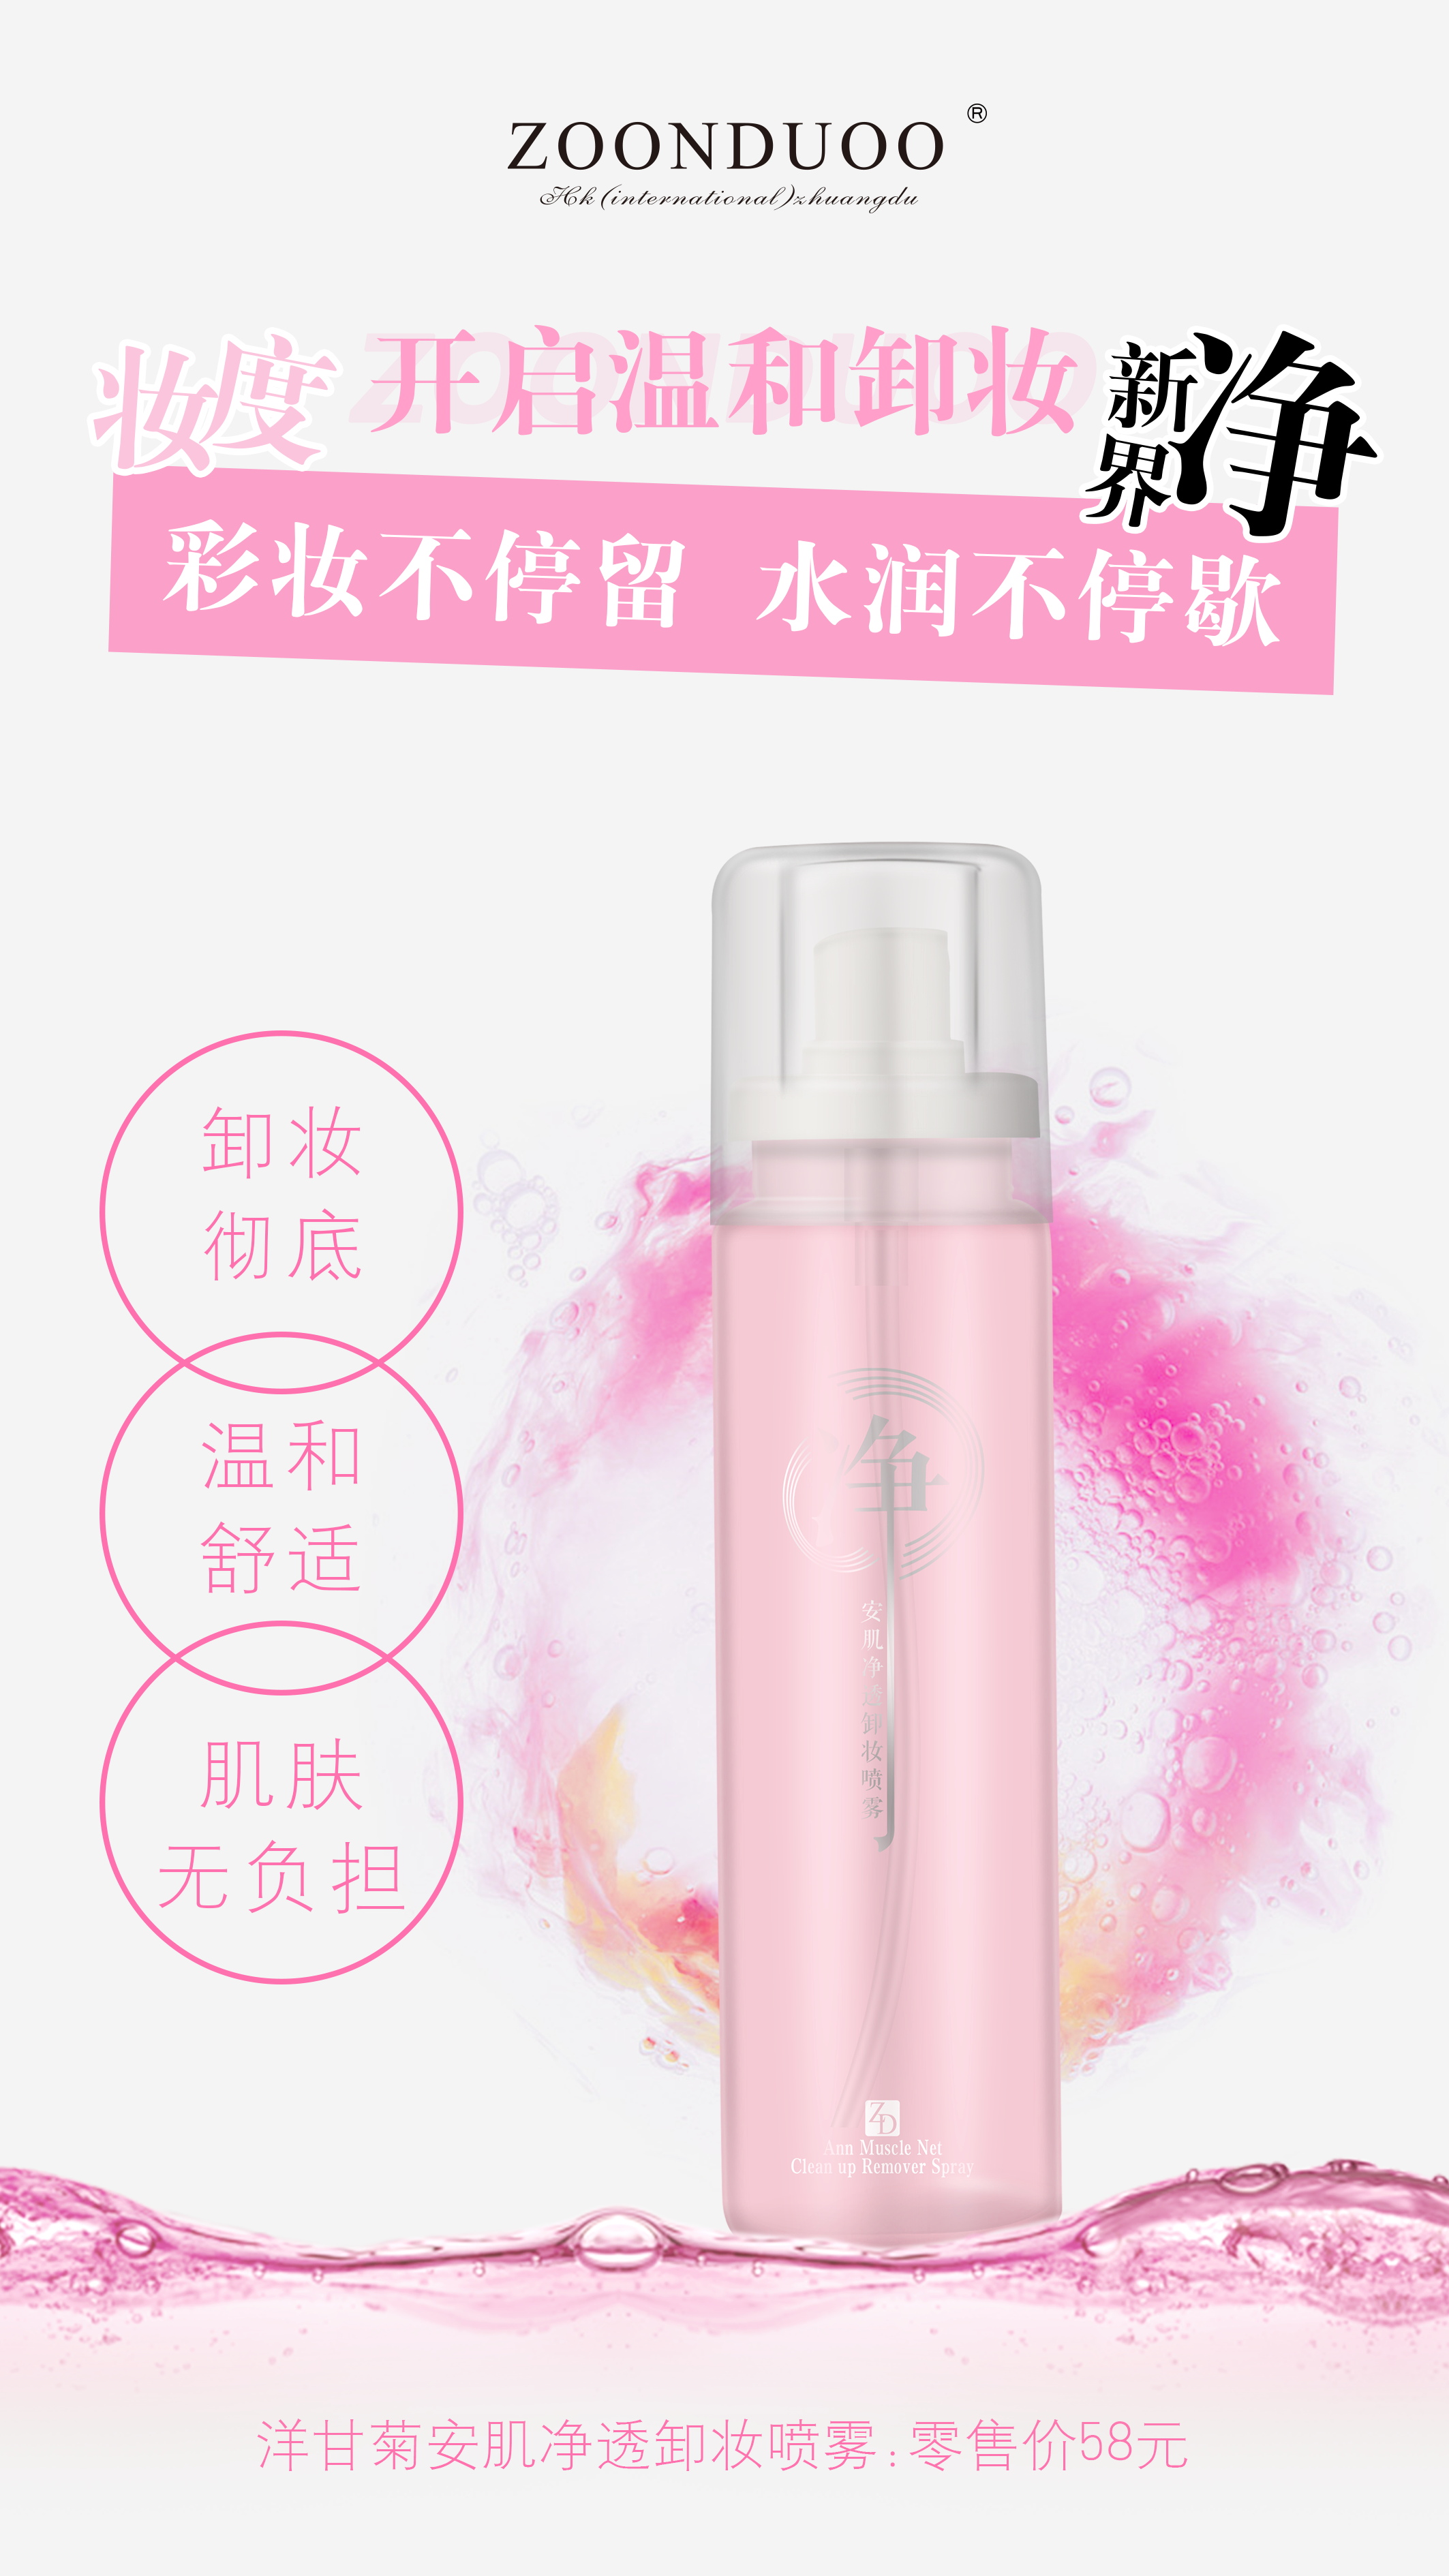 ZOONDUOO®
Hk(international)zhuangdu
妆度
ZOONDUOO
开启温和卸妆
新净界
彩妆不停留 水润不停歇
卸妆
彻底
温和
舒适
肌肤
无负担
净
安肌净透卸妆喷雾
ZD
Ann Muscle Net
Clean up Remover Spray
洋甘菊安肌净透卸妆喷雾:零售价58元